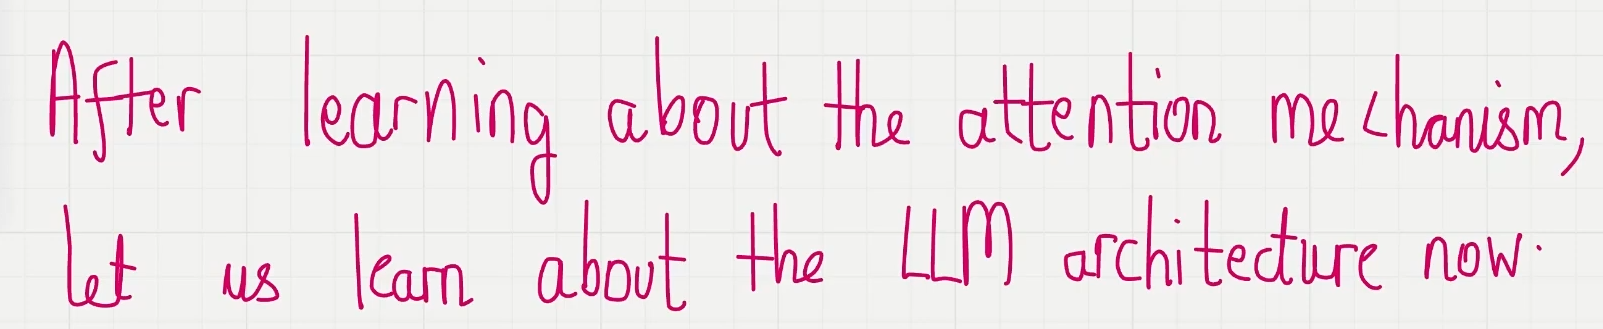 After learning about the attention mechanism,
let us learn about the LLM architecture now.